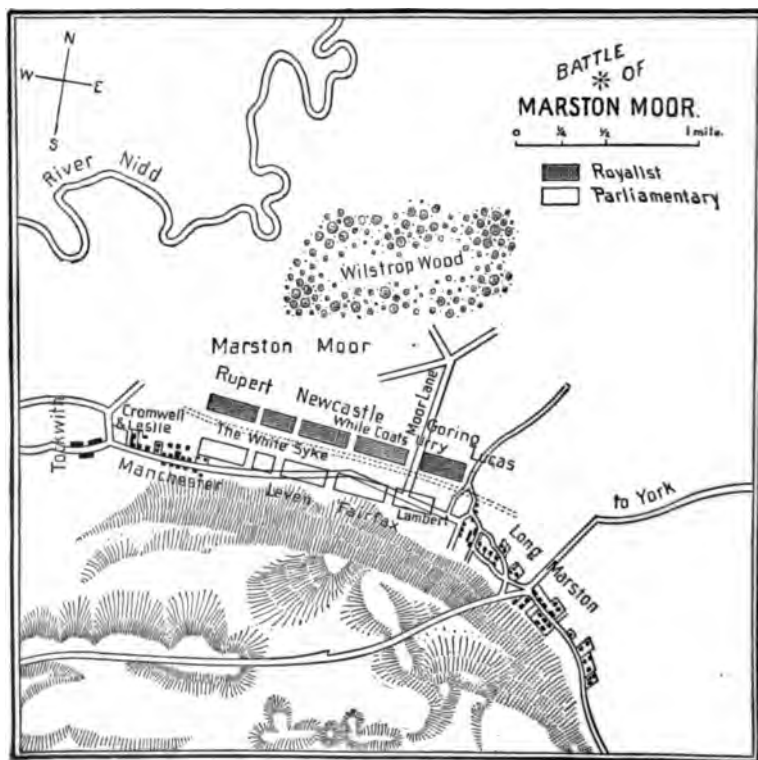 BATTLE
OF
MARSTON MOOR.
0 ¼ ½ 1 mile.
Royalist
Parliamentary
N
W E
S
River Nidd
Wilstrop Wood
Marston Moor
Rupert
Newcastle
White Coats
Urry
Goring
Lucas
Moor Lane
Cromwell
& Leslie
The White Syke
Tockwith
Manchester
Leven
Fairfax
Lambert
Long Marston
to York